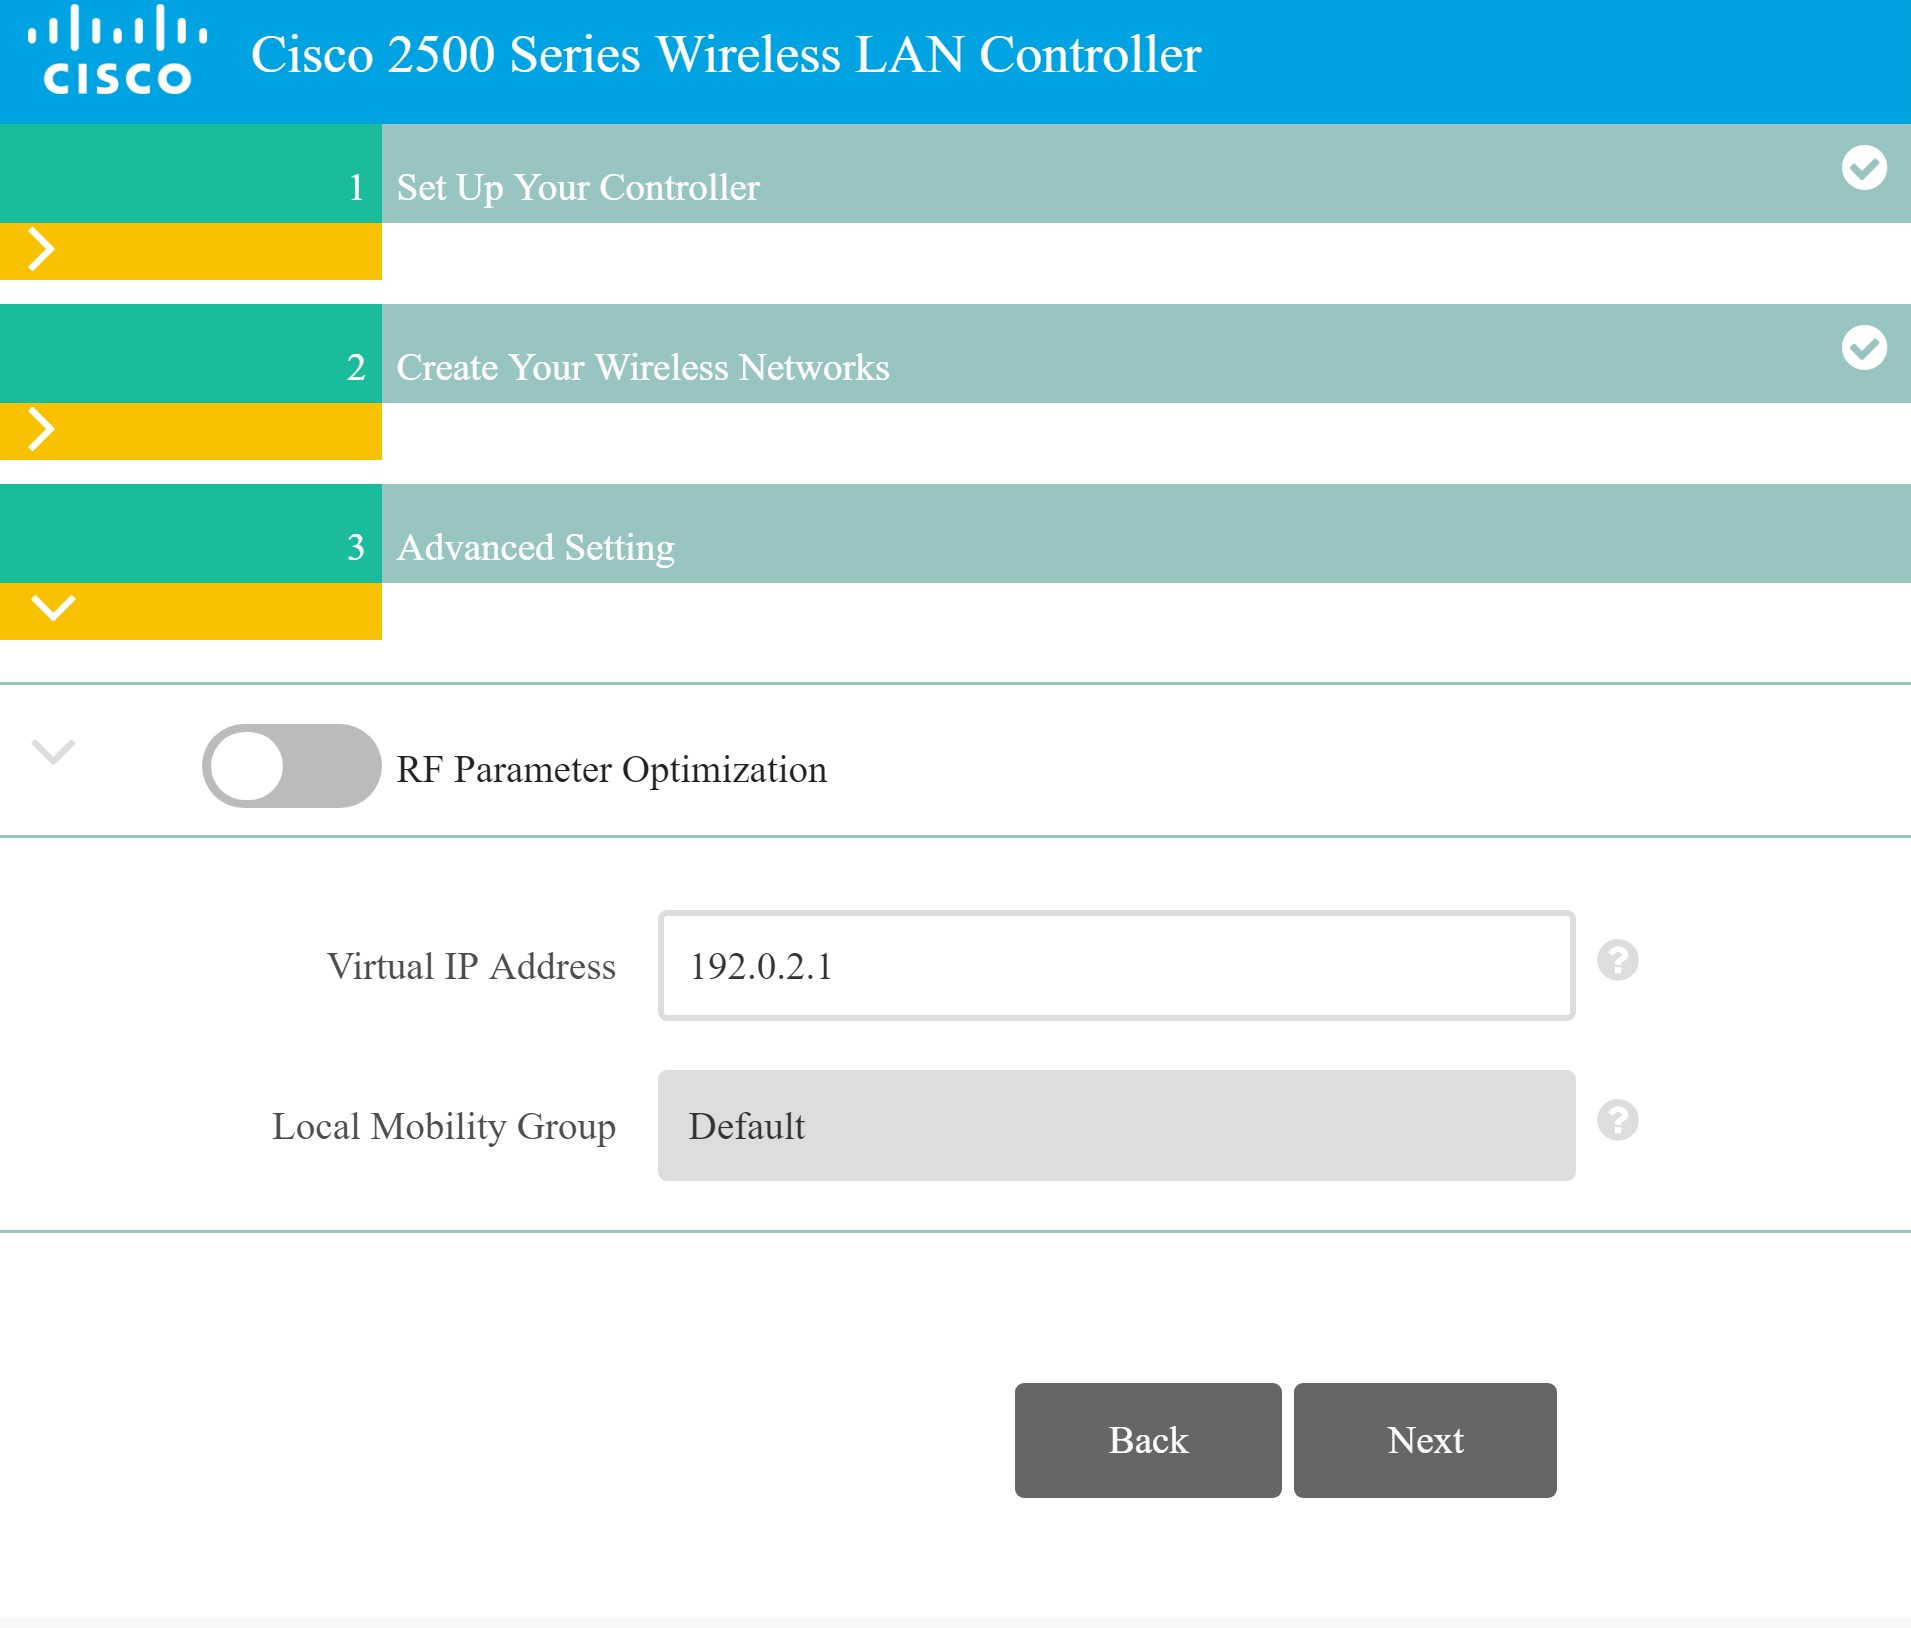 CISCO
Cisco 2500 Series Wireless LAN Controller
1 Set Up Your Controller
2 Create Your Wireless Networks
3 Advanced Setting
RF Parameter Optimization
Virtual IP Address 192.0.2.1 ?
Local Mobility Group Default ?
Back Next